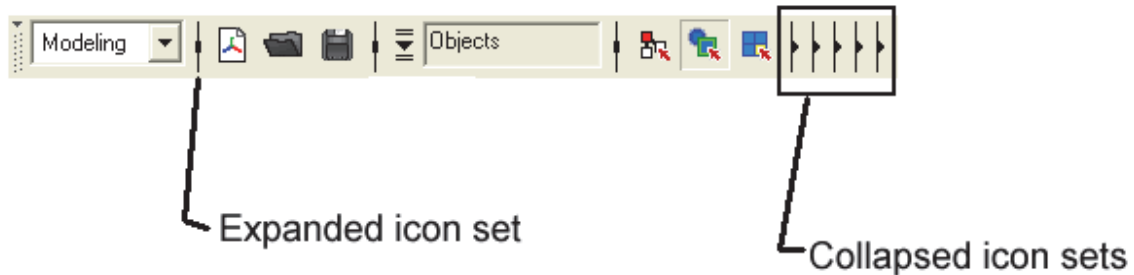 Modeling
Objects
Expanded icon set
Collapsed icon sets